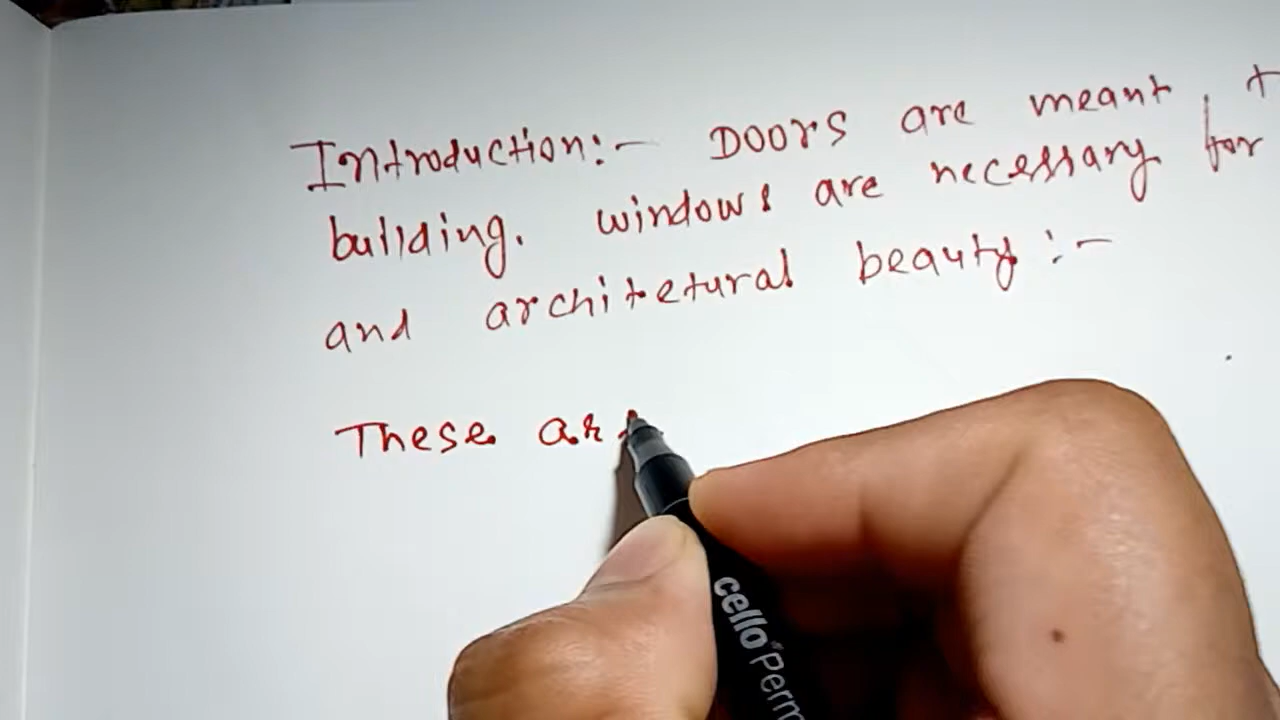 Introduction:- Doors are meant
building. windows are necessary for
and architetural beauty:-
These ar
cello Perm